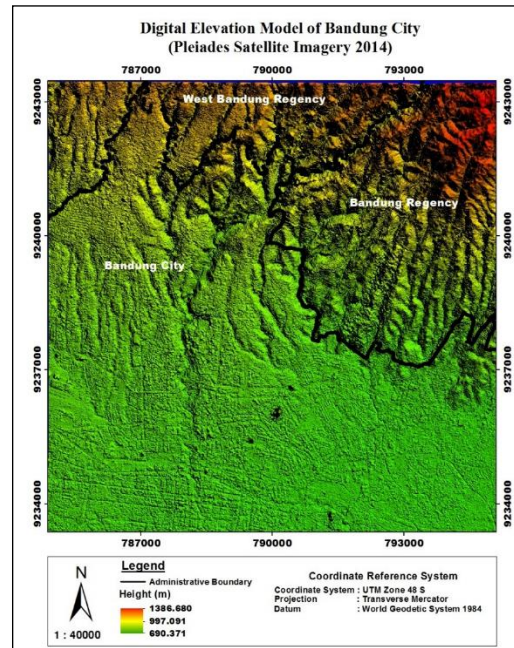 Digital Elevation Model of Bandung City
(Pleiades Satellite Imagery 2014)
787000 790000 793000
9243000 9243000
West Bandung Regency
Bandung Regency
9240000 9240000
Bandung City
9237000 9237000
9234000 9234000
787000 790000 793000
N
1 : 40000
Legend
Administrative Boundary
Height (m)
1386.680
997.091
690.371
Coordinate Reference System
Coordinate System : UTM Zone 48 S
Projection : Transverse Mercator
Datum : World Geodetic System 1984